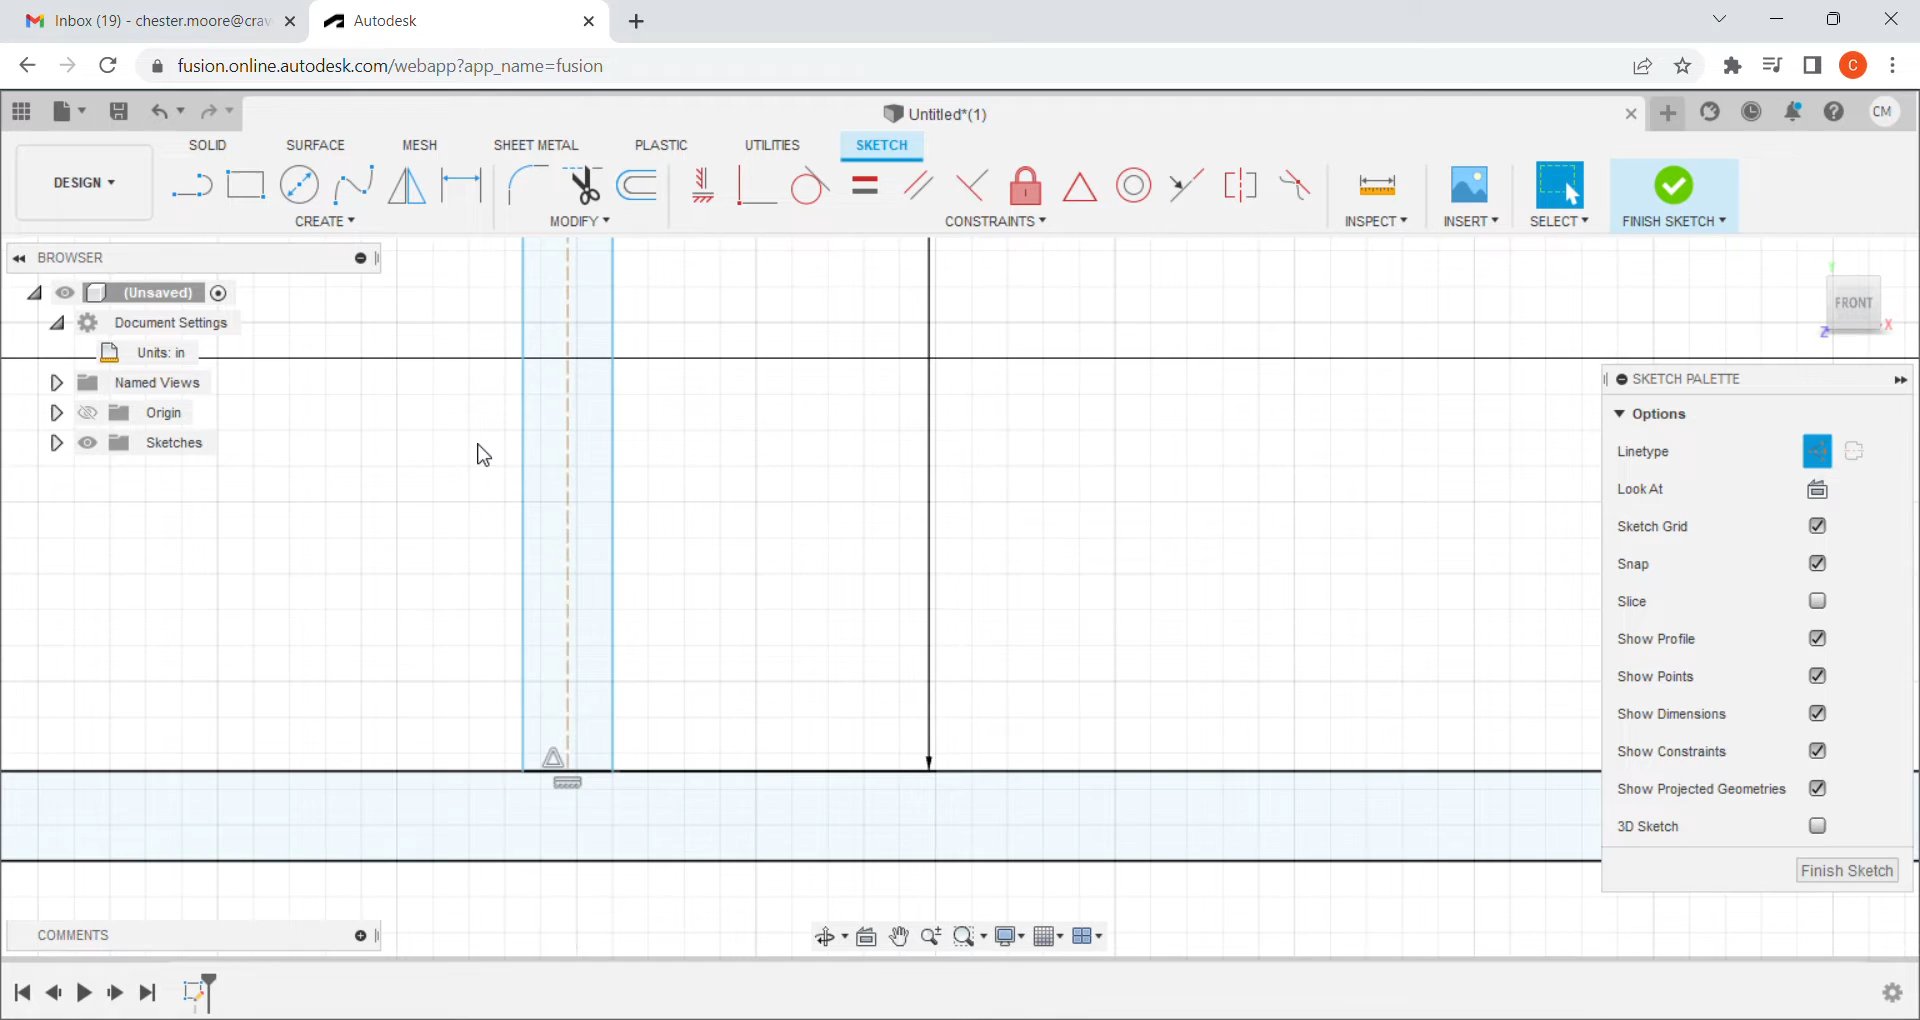 Inbox (19) - chester.moore@crav
Autodesk
fusion.online.autodesk.com/webapp?app_name=fusion
C
Untitled*(1)
CM
SOLID SURFACE MESH SHEET METAL PLASTIC UTILITIES SKETCH
DESIGN
CREATE MODIFY CONSTRAINTS INSPECT INSERT SELECT FINISH SKETCH
BROWSER
(Unsaved)
Document Settings
Units: in
Named Views
Origin
Sketches
Y
FRONT
Z X
SKETCH PALETTE
Options
Linetype
Look At
Sketch Grid
Snap
Slice
Show Profile
Show Points
Show Dimensions
Show Constraints
Show Projected Geometries
3D Sketch
Finish Sketch
COMMENTS